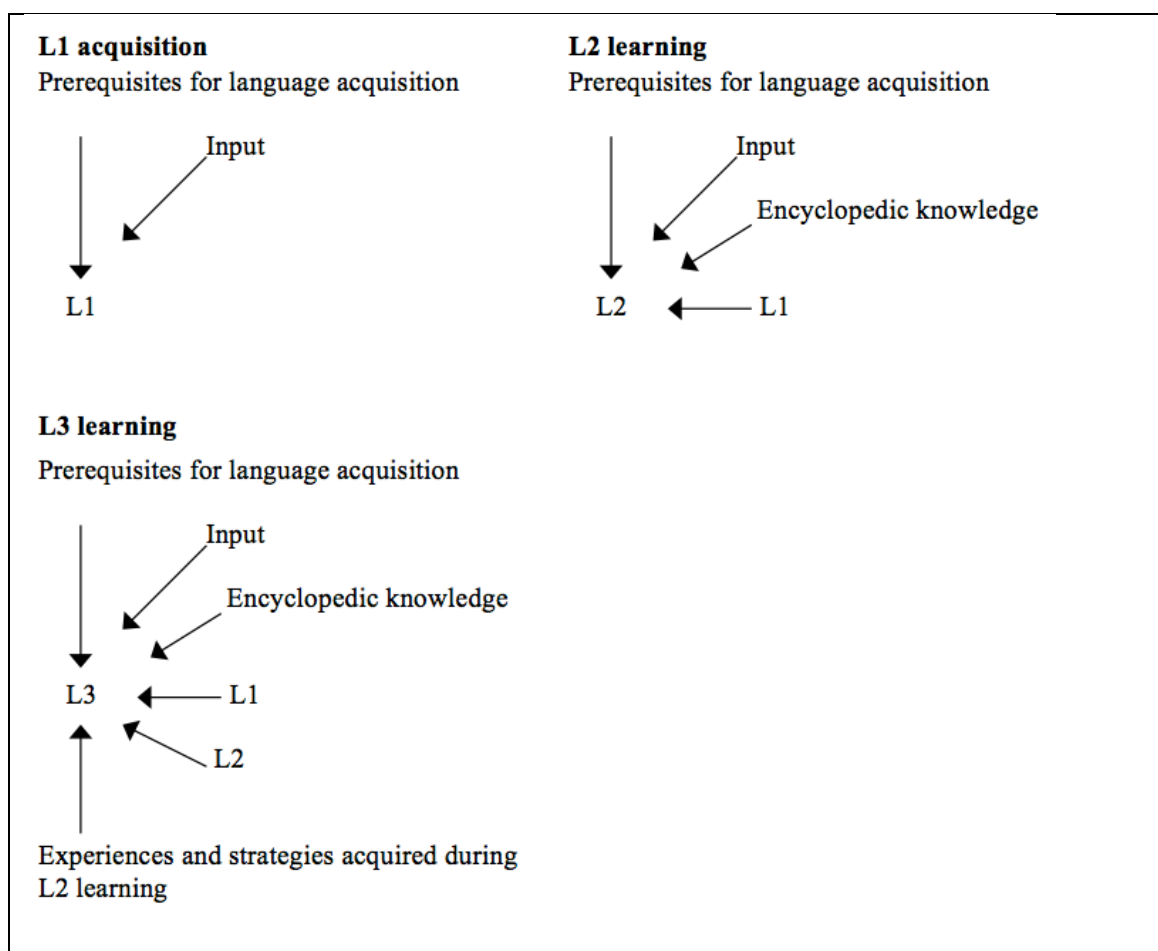 L1 acquisition
Prerequisites for language acquisition
Input
L1
L2 learning
Prerequisites for language acquisition
Input
Encyclopedic knowledge
L2
L1
L3 learning
Prerequisites for language acquisition
Input
Encyclopedic knowledge
L3
L1
L2
Experiences and strategies acquired during
L2 learning